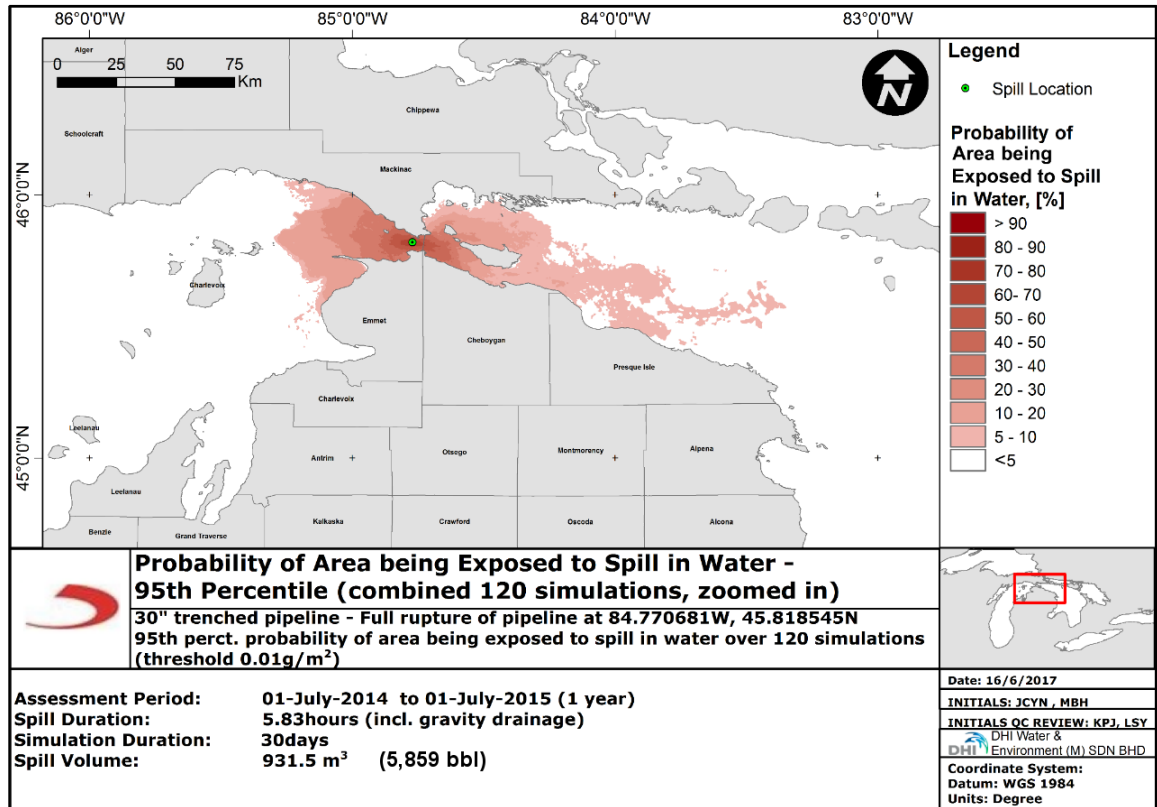 86°0'0"W 85°0'0"W 84°0'0"W 83°0'0"W
46°0'0"N
45°0'0"N
Alger
0 25 50 75
Km
Schoolcraft
Chippewa
Mackinac
Charlevoix
Emmet
Cheboygan
Presque Isle
Charlevoix
Leelanau
Antrim
Otsego
Montmorency
Alpena
Leelanau
Benzie
Grand Traverse
Kalkaska
Crawford
Oscoda
Alcona
N
Legend
Spill Location
Probability of
Area being
Exposed to Spill
in Water, [%]
> 90
80 - 90
70 - 80
60- 70
50 - 60
40 - 50
30 - 40
20 - 30
10 - 20
5 - 10
<5
Probability of Area being Exposed to Spill in Water -
95th Percentile (combined 120 simulations, zoomed in)
30" trenched pipeline - Full rupture of pipeline at 84.770681W, 45.818545N
95th perct. probability of area being exposed to spill in water over 120 simulations
(threshold 0.01g/m²)
Assessment Period: 01-July-2014 to 01-July-2015 (1 year)
Spill Duration: 5.83hours (incl. gravity drainage)
Simulation Duration: 30days
Spill Volume: 931.5 m³ (5,859 bbl)
Date: 16/6/2017
INITIALS: JCYN , MBH
INITIALS QC REVIEW: KPJ, LSY
DHI
DHI Water &
Environment (M) SDN BHD
Coordinate System:
Datum: WGS 1984
Units: Degree